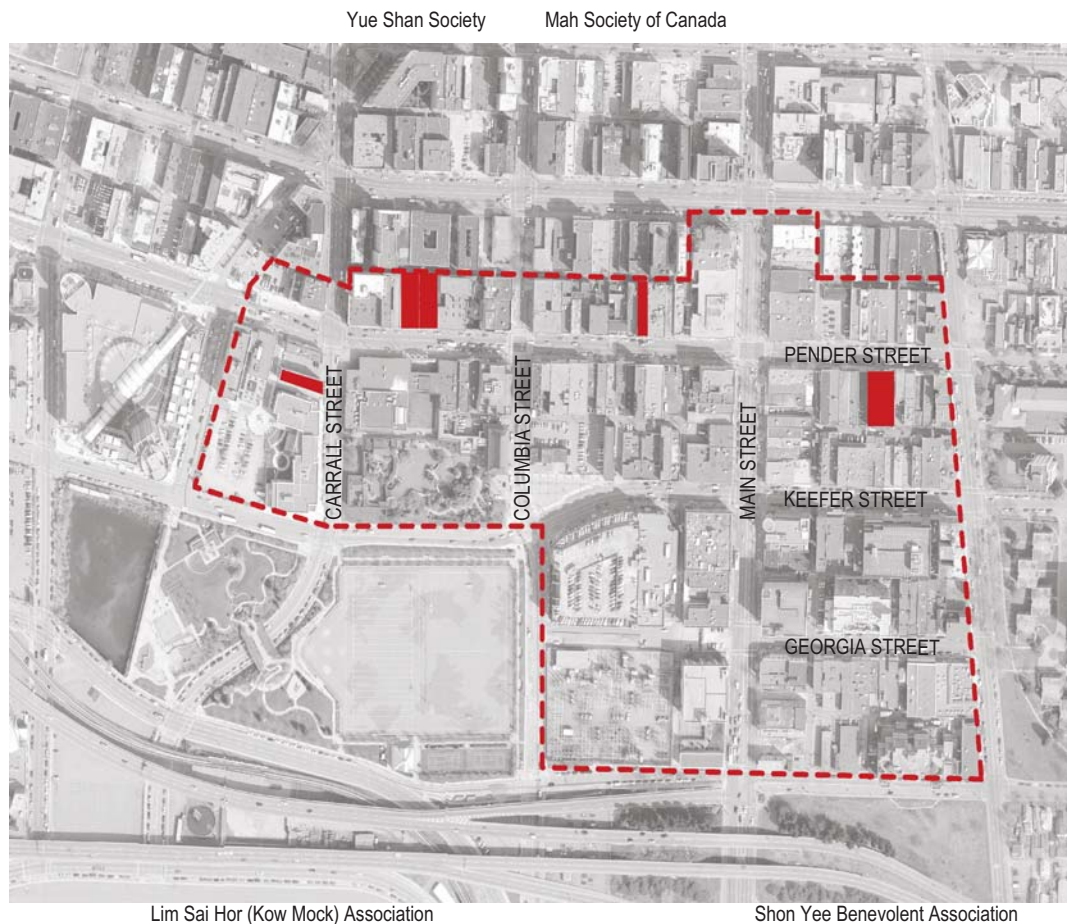 Yue Shan Society
Mah Society of Canada
PENDER STREET
CARRALL STREET
COLUMBIA STREET
MAIN STREET
KEEFER STREET
GEORGIA STREET
Lim Sai Hor (Kow Mock) Association
Shon Yee Benevolent Association